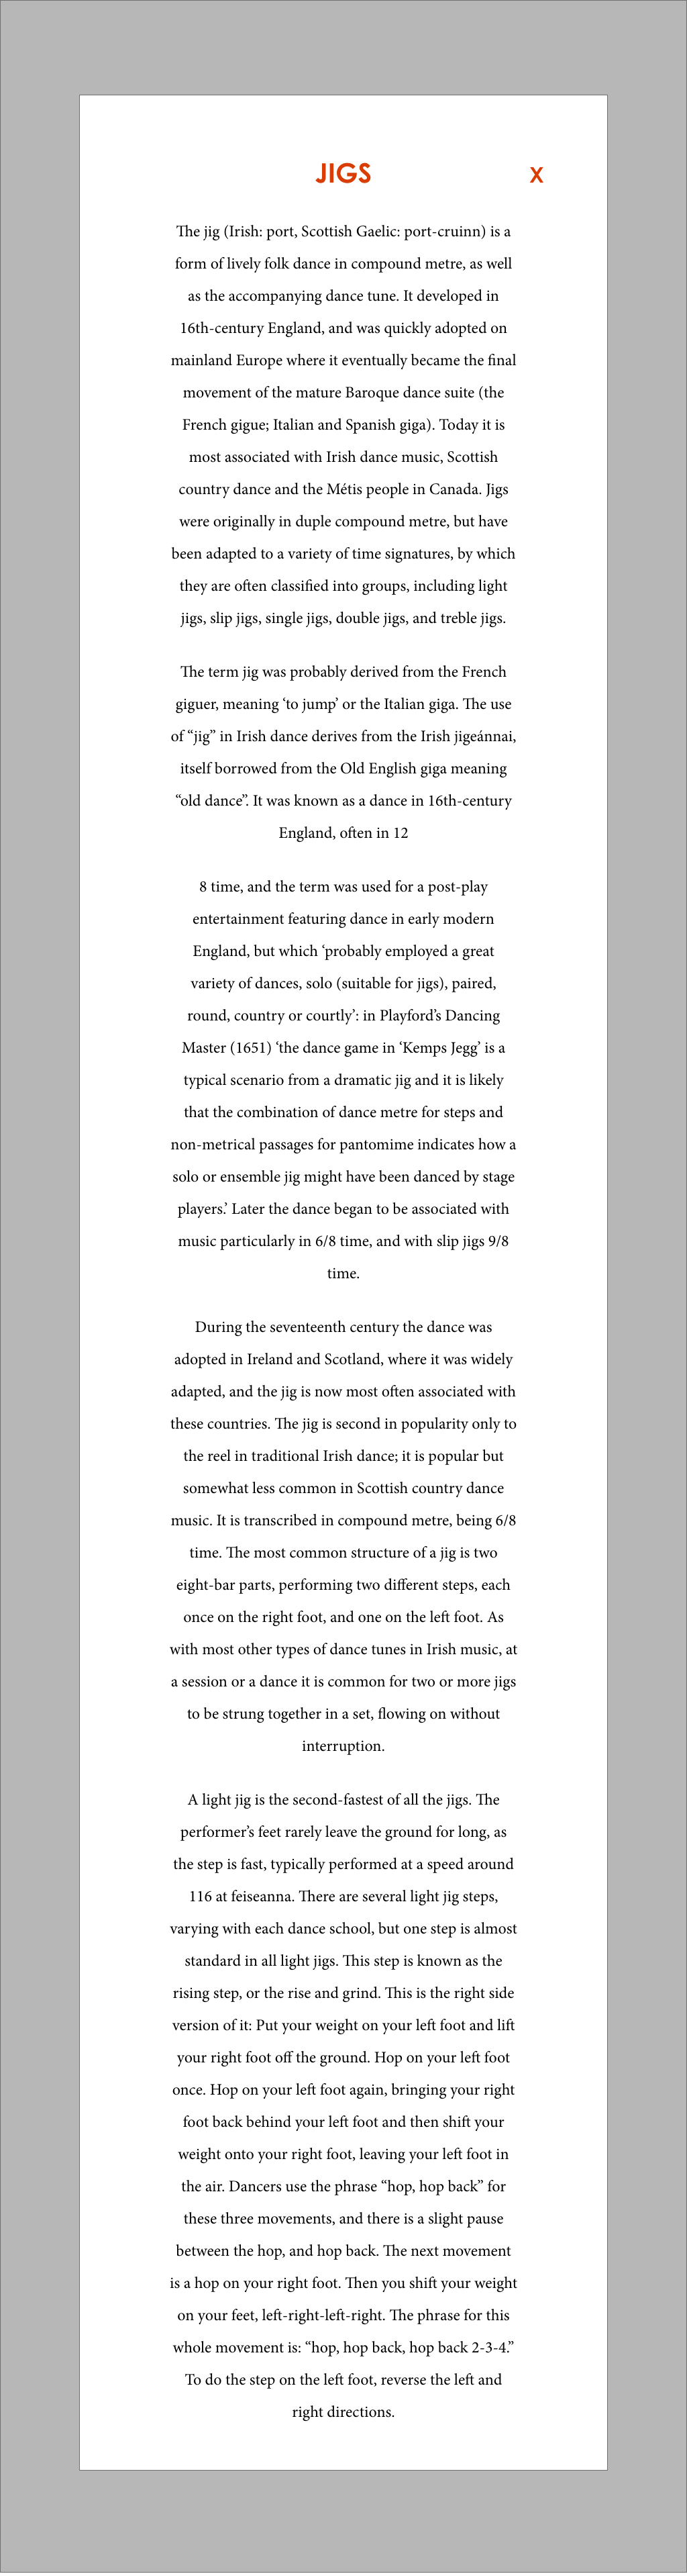 JIGS
X
The jig (Irish: port, Scottish Gaelic: port-cruinn) is a
form of lively folk dance in compound metre, as well
as the accompanying dance tune. It developed in
16th-century England, and was quickly adopted on
mainland Europe where it eventually became the final
movement of the mature Baroque dance suite (the
French gigue; Italian and Spanish giga). Today it is
most associated with Irish dance music, Scottish
country dance and the Métis people in Canada. Jigs
were originally in duple compound metre, but have
been adapted to a variety of time signatures, by which
they are often classified into groups, including light
jigs, slip jigs, single jigs, double jigs, and treble jigs.
The term jig was probably derived from the French
giguer, meaning ‘to jump’ or the Italian giga. The use
of “jig” in Irish dance derives from the Irish jigeánnai,
itself borrowed from the Old English giga meaning
“old dance”. It was known as a dance in 16th-century
England, often in 12
8 time, and the term was used for a post-play
entertainment featuring dance in early modern
England, but which ‘probably employed a great
variety of dances, solo (suitable for jigs), paired,
round, country or courtly’: in Playford’s Dancing
Master (1651) ‘the dance game in ‘Kemps Jegg’ is a
typical scenario from a dramatic jig and it is likely
that the combination of dance metre for steps and
non-metrical passages for pantomime indicates how a
solo or ensemble jig might have been danced by stage
players.’ Later the dance began to be associated with
music particularly in 6/8 time, and with slip jigs 9/8
time.
During the seventeenth century the dance was
adopted in Ireland and Scotland, where it was widely
adapted, and the jig is now most often associated with
these countries. The jig is second in popularity only to
the reel in traditional Irish dance; it is popular but
somewhat less common in Scottish country dance
music. It is transcribed in compound metre, being 6/8
time. The most common structure of a jig is two
eight-bar parts, performing two different steps, each
once on the right foot, and one on the left foot. As
with most other types of dance tunes in Irish music, at
a session or a dance it is common for two or more jigs
to be strung together in a set, flowing on without
interruption.
A light jig is the second-fastest of all the jigs. The
performer’s feet rarely leave the ground for long, as
the step is fast, typically performed at a speed around
116 at feiseanna. There are several light jig steps,
varying with each dance school, but one step is almost
standard in all light jigs. This step is known as the
rising step, or the rise and grind. This is the right side
version of it: Put your weight on your left foot and lift
your right foot off the ground. Hop on your left foot
once. Hop on your left foot again, bringing your right
foot back behind your left foot and then shift your
weight onto your right foot, leaving your left foot in
the air. Dancers use the phrase “hop, hop back” for
these three movements, and there is a slight pause
between the hop, and hop back. The next movement
is a hop on your right foot. Then you shift your weight
on your feet, left-right-left-right. The phrase for this
whole movement is: “hop, hop back, hop back 2-3-4.”
To do the step on the left foot, reverse the left and
right directions.